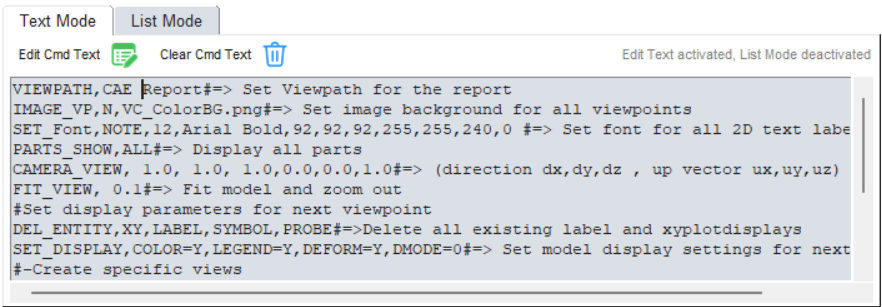 Text Mode List Mode
Edit Cmd Text Clear Cmd Text Edit Text activated, List Mode deactivated
VIEWPATH,CAE Report#=> Set Viewpath for the report
IMAGE_VP,N,VC_ColorBG.png#=> Set image background for all viewpoints
SET_Font,NOTE,12,Arial Bold,92,92,92,255,255,240,0 #=> Set font for all 2D text labe
PARTS_SHOW,ALL#=> Display all parts
CAMERA_VIEW, 1.0, 1.0, 1.0,0.0,0.0,1.0#=> (direction dx,dy,dz , up vector ux,uy,uz)
FIT_VIEW, 0.1#=> Fit model and zoom out
#Set display parameters for next viewpoint
DEL_ENTITY,XY,LABEL,SYMBOL,PROBE#=>Delete all existing label and xyplotdisplays
SET_DISPLAY,COLOR=Y,LEGEND=Y,DEFORM=Y,DMODE=0#=> Set model display settings for next
#-Create specific views